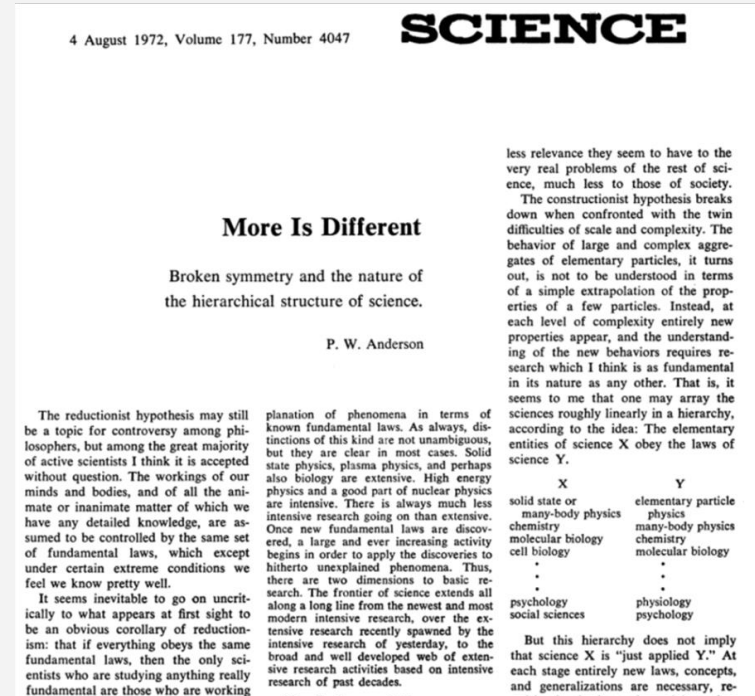 4 August 1972, Volume 177, Number 4047
SCIENCE
More Is Different
Broken symmetry and the nature of
the hierarchical structure of science.
P. W. Anderson
The reductionist hypothesis may still
be a topic for controversy among phi-
losophers, but among the great majority
of active scientists I think it is accepted
without question. The workings of our
minds and bodies, and of all the ani-
mate or inanimate matter of which we
have any detailed knowledge, are as-
sumed to be controlled by the same set
of fundamental laws, which except
under certain extreme conditions we
feel we know pretty well.
It seems inevitable to go on uncrit-
ically to what appears at first sight to
be an obvious corollary of reduction-
ism: that if everything obeys the same
fundamental laws, then the only sci-
entists who are studying anything really
fundamental are those who are working
planation of phenomena in terms of
known fundamental laws. As always, dis-
tinctions of this kind are not unambiguous,
but they are clear in most cases. Solid
state physics, plasma physics, and perhaps
also biology are extensive. High energy
physics and a good part of nuclear physics
are intensive. There is always much less
intensive research going on than extensive.
Once new fundamental laws are discov-
ered, a large and ever increasing activity
begins in order to apply the discoveries to
hitherto unexplained phenomena. Thus,
there are two dimensions to basic re-
search. The frontier of science extends all
along a long line from the newest and most
modern intensive research, over the ex-
tensive research recently spawned by the
intensive research of yesterday, to the
broad and well developed web of exten-
sive research activities based on intensive
research of past decades.
less relevance they seem to have to the
very real problems of the rest of sci-
ence, much less to those of society.
The constructionist hypothesis breaks
down when confronted with the twin
difficulties of scale and complexity. The
behavior of large and complex aggre-
gates of elementary particles, it turns
out, is not to be understood in terms
of a simple extrapolation of the prop-
erties of a few particles. Instead, at
each level of complexity entirely new
properties appear, and the understand-
ing of the new behaviors requires re-
search which I think is as fundamental
in its nature as any other. That is, it
seems to me that one may array the
sciences roughly linearly in a hierarchy,
according to the idea: The elementary
entities of science X obey the laws of
science Y.
X Y
solid state or elementary particle
many-body physics physics
chemistry many-body physics
molecular biology chemistry
cell biology molecular biology
. .
. .
. .
psychology physiology
social sciences psychology
But this hierarchy does not imply
that science X is "just applied Y." At
each stage entirely new laws, concepts,
and generalizations are necessary, re-